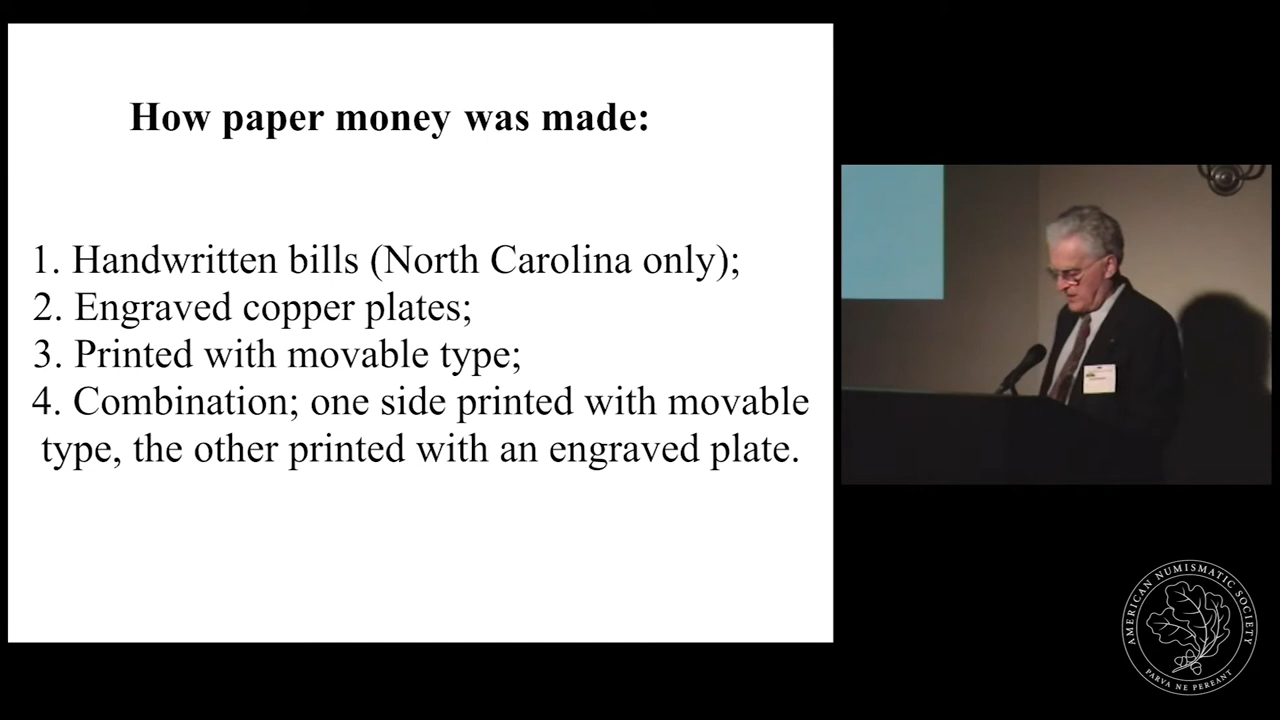 How paper money was made:
1. Handwritten bills (North Carolina only);
2. Engraved copper plates;
3. Printed with movable type;
4. Combination; one side printed with movable
type, the other printed with an engraved plate.
AMERICAN NUMISMATIC SOCIETY
PARVA NE PEREANT